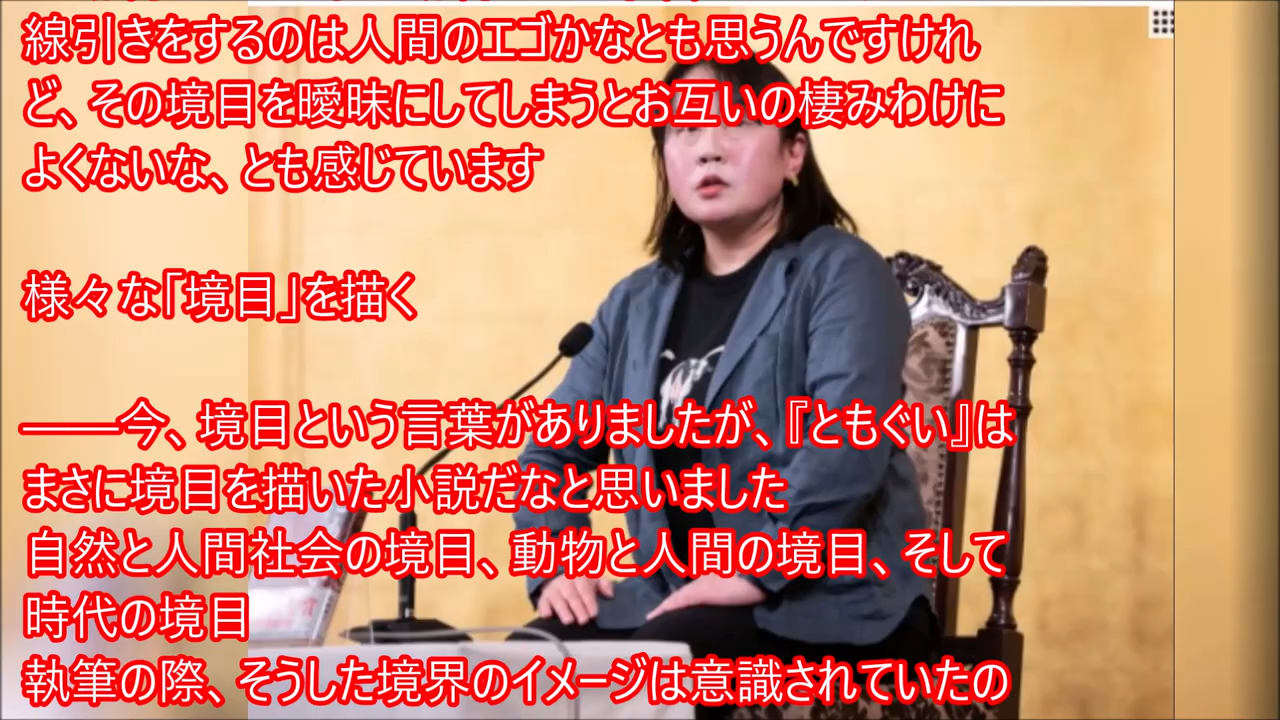 線引きをするのは人間のエゴかなとも思うんですけれ
ど、その境目を曖昧にしてしまうとお互いの棲みわけに
よくないな、とも感じています
様々な「境目」を描く
――今、境目という言葉がありましたが、『ともぐい』は
まさに境目を描いた小説だなと思いました
自然と人間社会の境目、動物と人間の境目、そして
時代の境目
執筆の際、そうした境界のイメージは意識されていたの